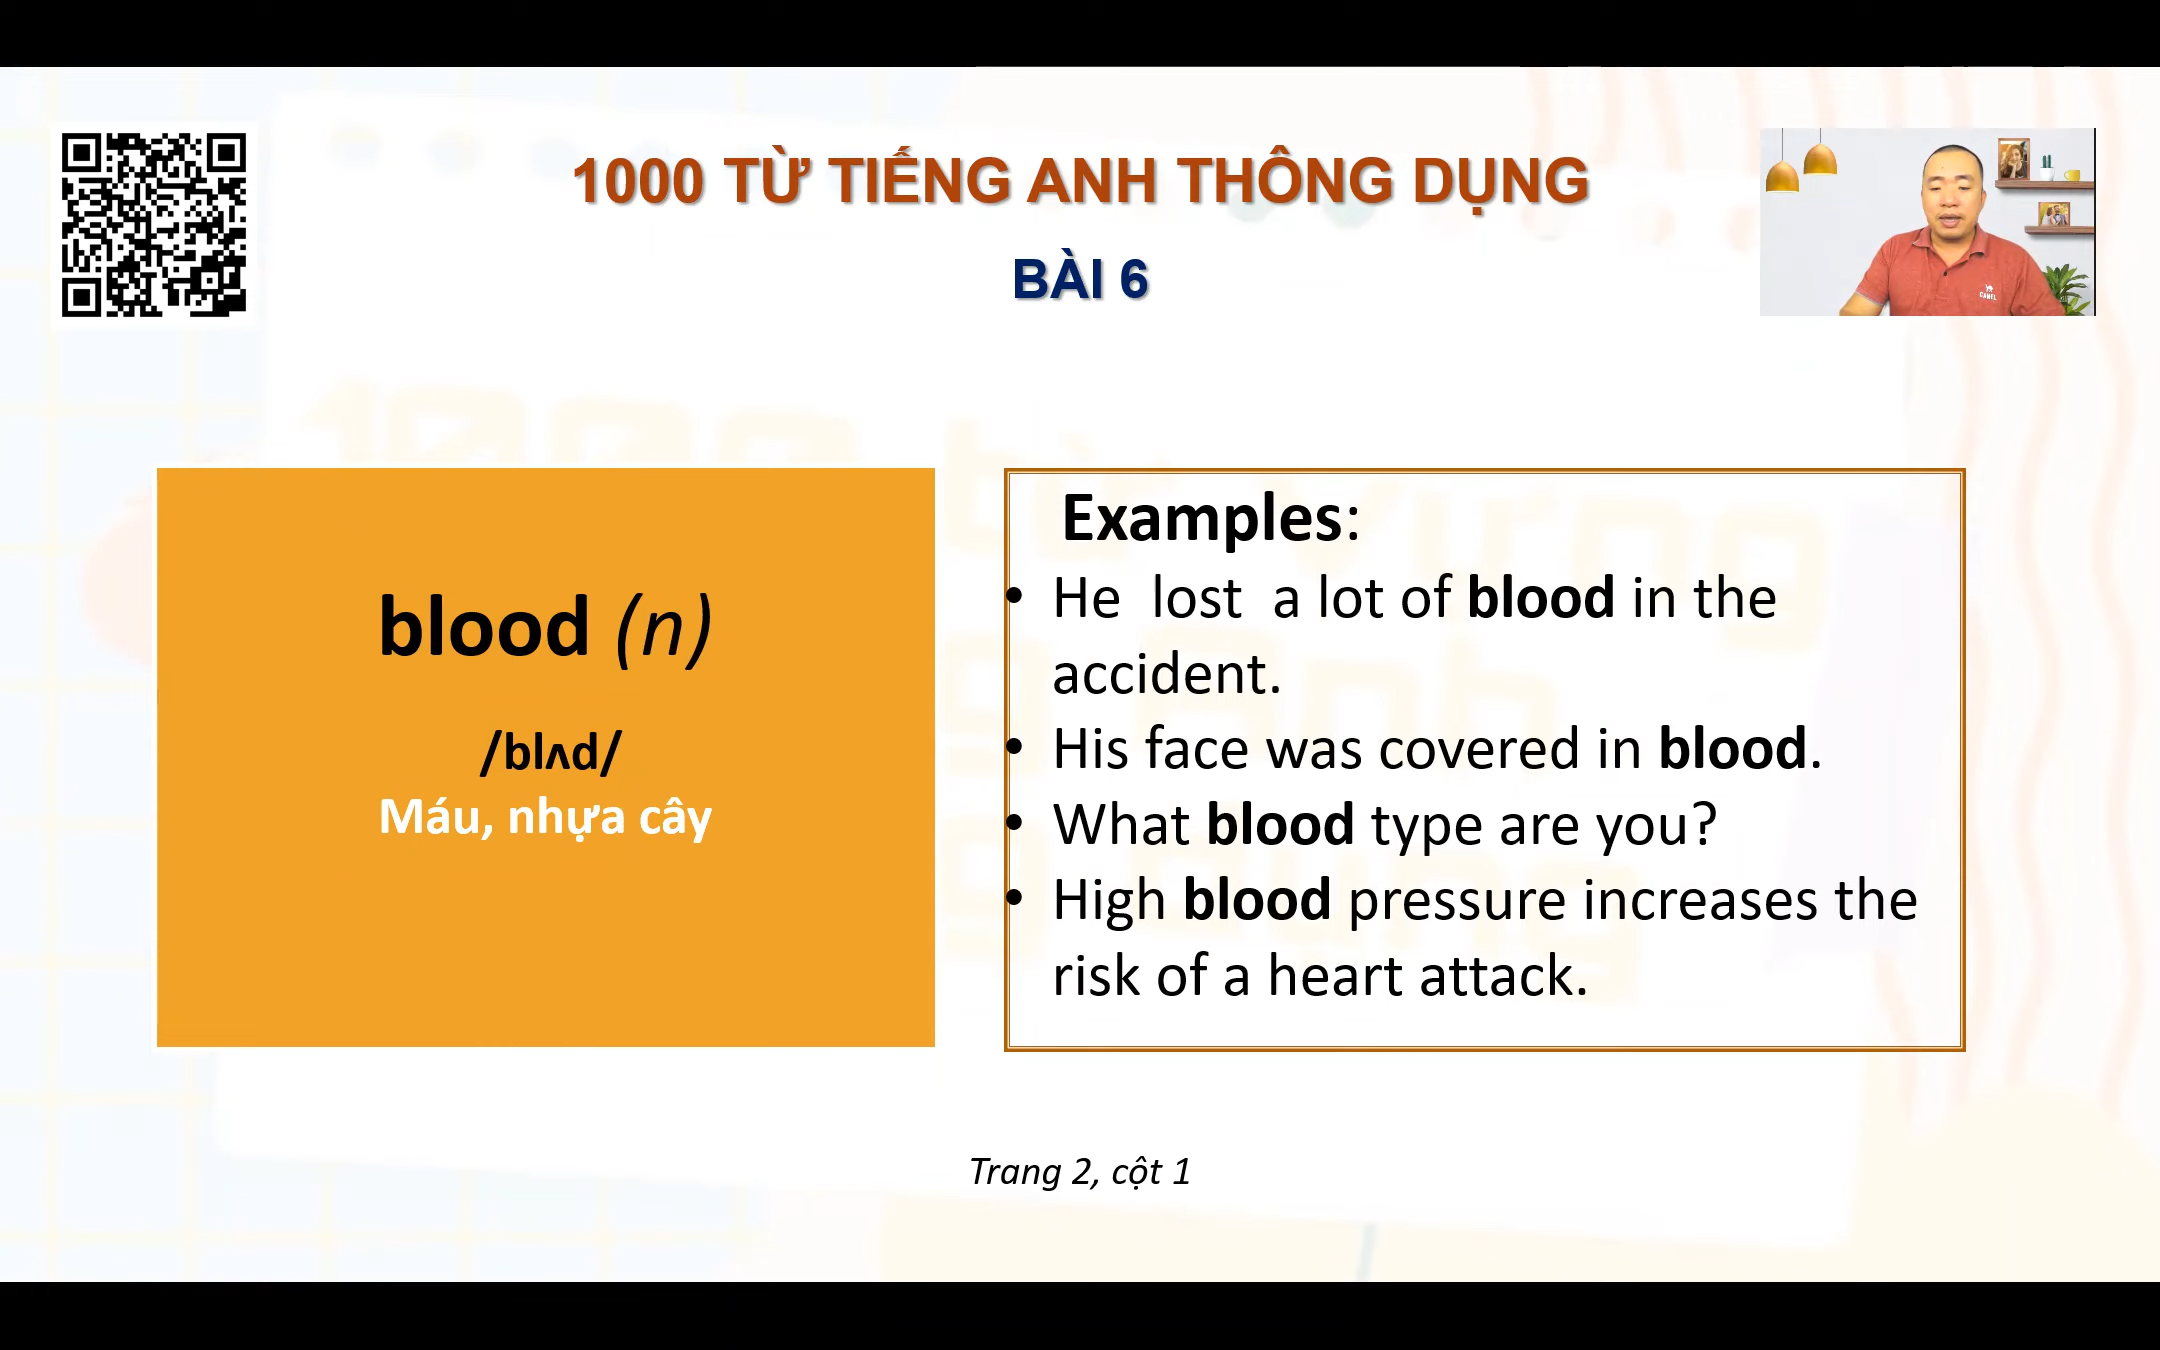 1000 TỪ TIẾNG ANH THÔNG DỤNG
BÀI 6
CAMEL
blood (n)
/blʌd/
Máu, nhựa cây
Examples:
• He lost a lot of blood in the
accident.
• His face was covered in blood.
• What blood type are you?
• High blood pressure increases the
risk of a heart attack.
Trang 2, cột 1